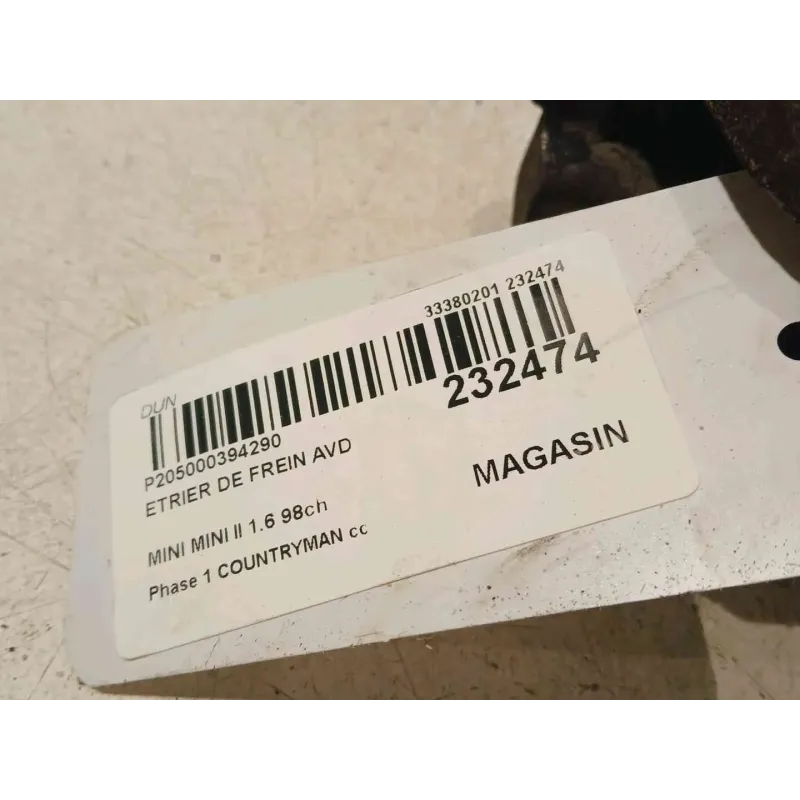 33380201 232474
DUN
232474
P205000394290
ETRIER DE FREIN AVD
MAGASIN
MINI MINI II 1.6 98ch
Phase 1 COUNTRYMAN cc